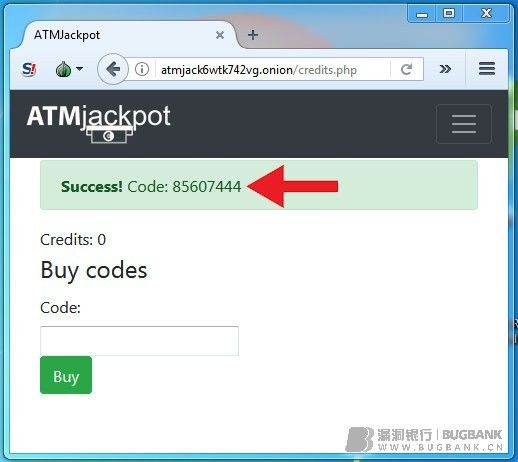 ATMJackpot
atmjack6wtk742vg.onion/credits.php
ATMjackpot
Success! Code: 85607444
Credits: 0
Buy codes
Code:
Buy
漏洞银行 | BUGBANK
WWW.BUGBANK.CN